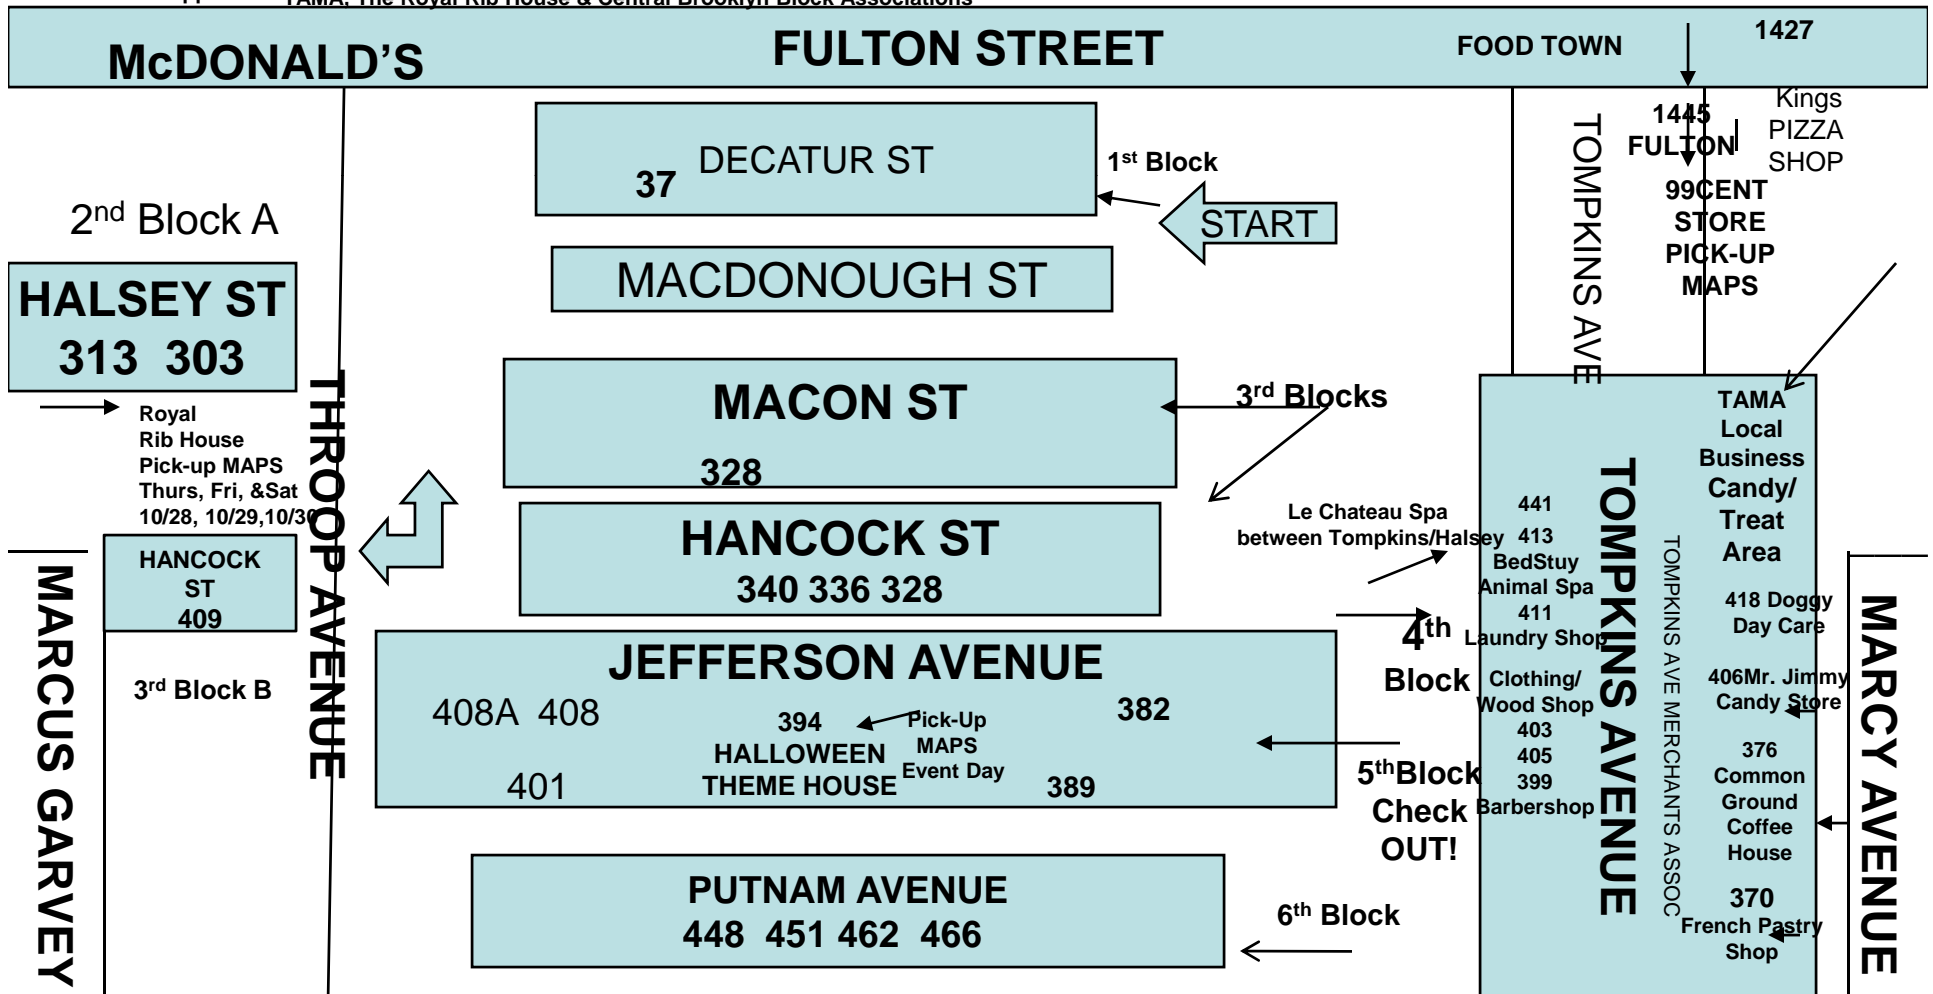 TAMA, The Royal Rib House & Central Brooklyn Block Associations
McDONALD’S
FULTON STREET
FOOD TOWN
1427
DECATUR ST
37
1st Block
START
TOMPKINS AVE
1445
FULTON
Kings
PIZZA
SHOP
99CENT
STORE
PICK-UP
MAPS
2nd Block A
MACDONOUGH ST
HALSEY ST
313 303
Royal
Rib House
Pick-up MAPS
Thurs, Fri, &Sat
10/28, 10/29,10/30
THROOP AVENUE
MACON ST
328
3rd Blocks
HANCOCK ST
340 336 328
Le Chateau Spa
between Tompkins/Halsey
HANCOCK
ST
409
3rd Block B
MARCUS GARVEY
JEFFERSON AVENUE
408A 408
394
HALLOWEEN
THEME HOUSE
Pick-Up
MAPS
Event Day
382
401
389
4th
Block
5thBlock
Check
OUT!
PUTNAM AVENUE
448 451 462 466
6th Block
441
413
BedStuy
Animal Spa
411
Laundry Shop
Clothing/
Wood Shop
403
405
399
Barbershop
TOMPKINS AVENUE
TOMPKINS AVE MERCHANTS ASSOC
TAMA
Local
Business
Candy/
Treat
Area
418 Doggy
Day Care
406Mr. Jimmy
Candy Store
376
Common
Ground
Coffee
House
370
French Pastry
Shop
MARCY AVENUE